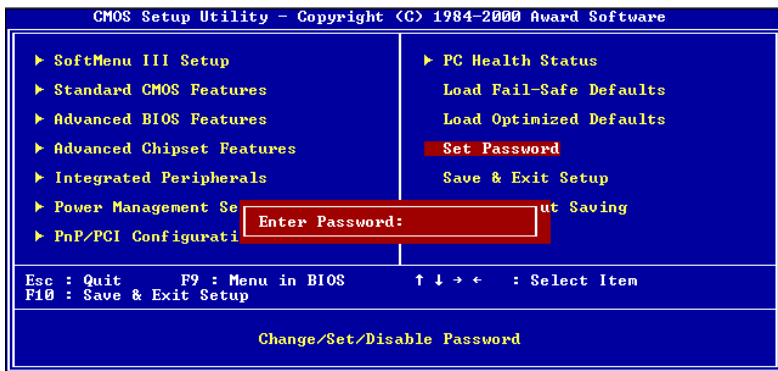 CMOS Setup Utility - Copyright (C) 1984-2000 Award Software
► SoftMenu III Setup
► Standard CMOS Features
► Advanced BIOS Features
► Advanced Chipset Features
► Integrated Peripherals
► Power Management Se
► PnP/PCI Configurati
► PC Health Status
Load Fail-Safe Defaults
Load Optimized Defaults
Set Password
Save & Exit Setup
ut Saving
Enter Password:
Esc : Quit F9 : Menu in BIOS ↑ ↓ → ← : Select Item
F10 : Save & Exit Setup
Change/Set/Disable Password